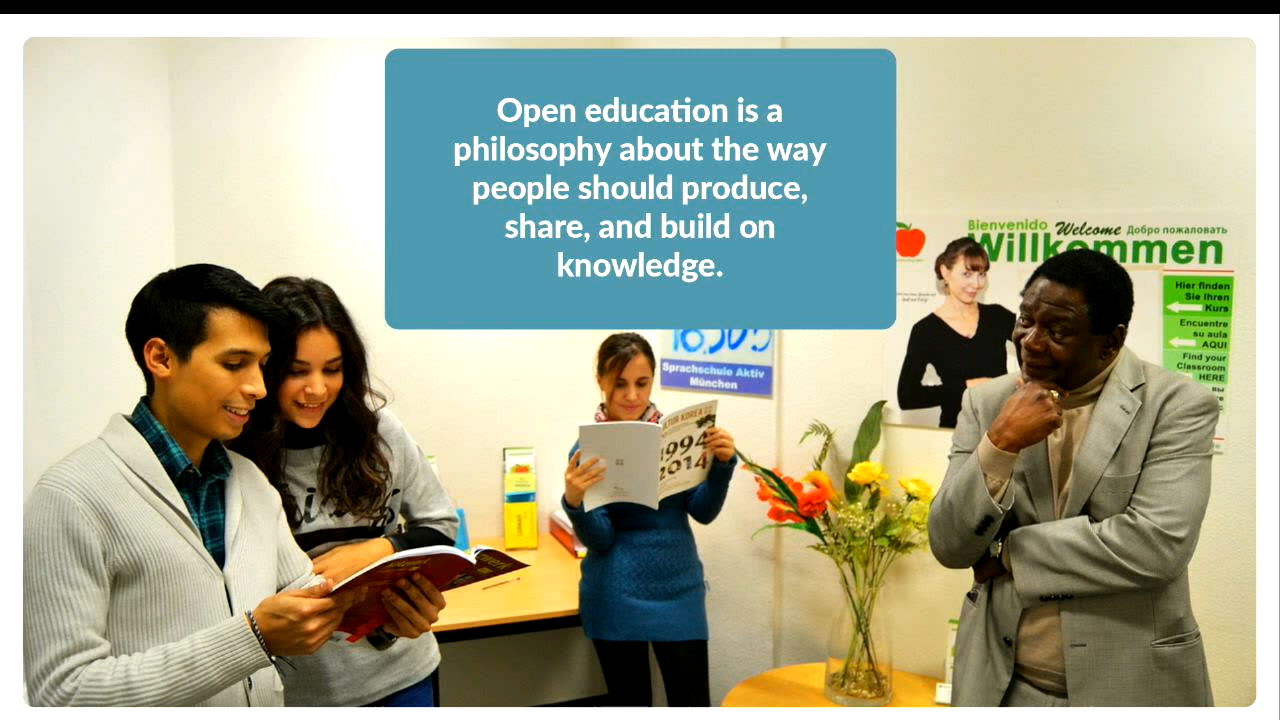 Open education is a
philosophy about the way
people should produce,
share, and build on
knowledge.
Bienvenido Welcome Добро пожаловать
Willkommen
Hier finden
Sie Ihren
Kurs
Encuentre
su aula
AQUI
Find your
Classroom
HERE
вы
Sprachschule Aktiv
München
KOREA
1994
2014